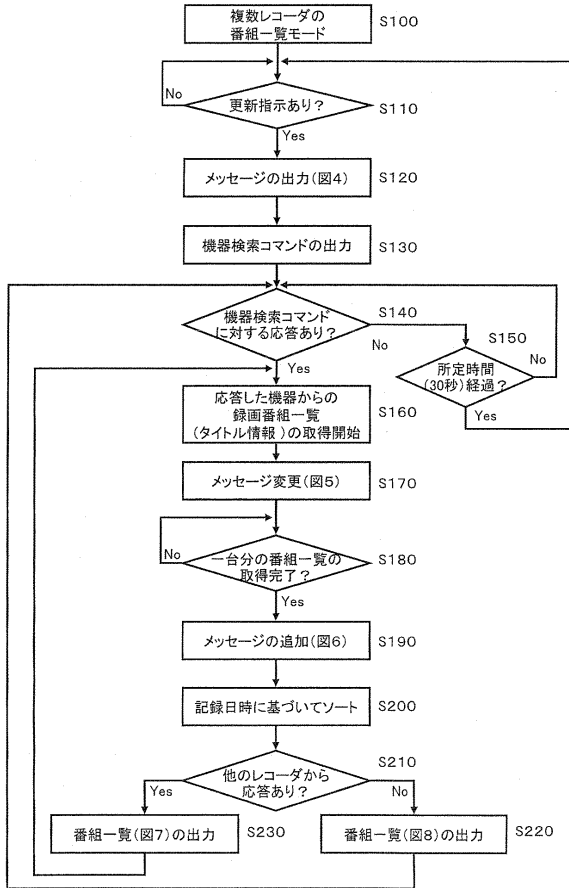 複数レコーダの
番組一覧モード
S100
No
更新指示あり？
S110
Yes
メッセージの出力(図4)
S120
機器検索コマンドの出力
S130
機器検索コマンド
に対する応答あり？
S140
No
S150
所定時間
(30秒)経過？
No
Yes
Yes
応答した機器からの
録画番組一覧
(タイトル情報)の取得開始
S160
メッセージ変更(図5)
S170
No
一台分の番組一覧の
取得完了？
S180
Yes
メッセージの追加(図6)
S190
記録日時に基づいてソート
S200
S210
他のレコーダから
応答あり？
Yes
No
番組一覧(図7)の出力
S230
番組一覧(図8)の出力
S220